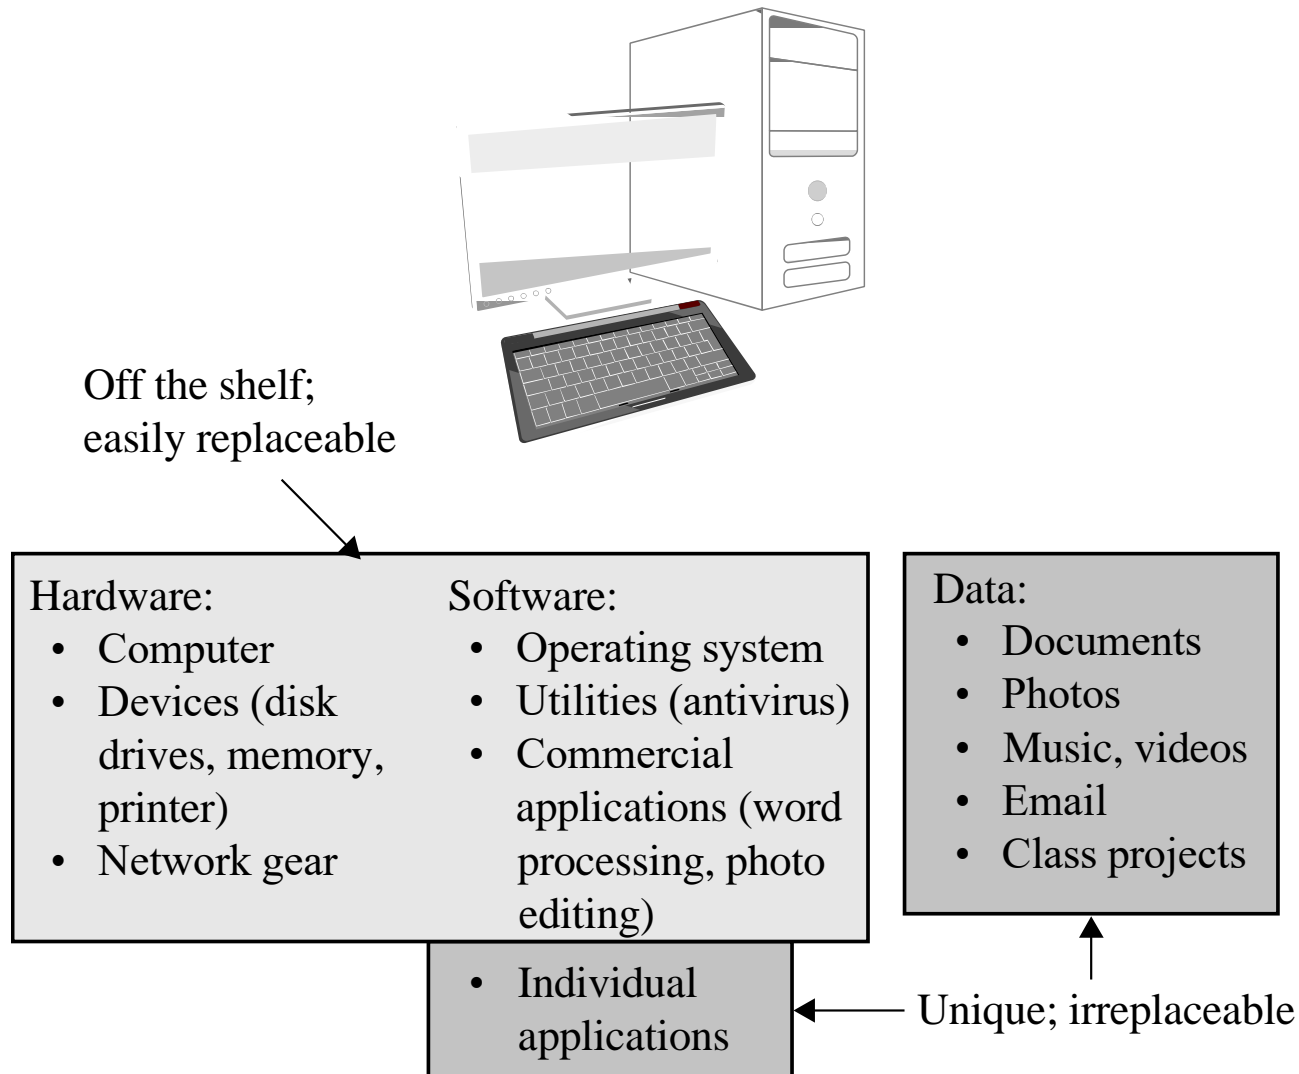 Off the shelf;
easily replaceable
Hardware:
• Computer
• Devices (disk
drives, memory,
printer)
• Network gear
Software:
• Operating system
• Utilities (antivirus)
• Commercial
applications (word
processing, photo
editing)
• Individual
applications
Data:
• Documents
• Photos
• Music, videos
• Email
• Class projects
Unique; irreplaceable